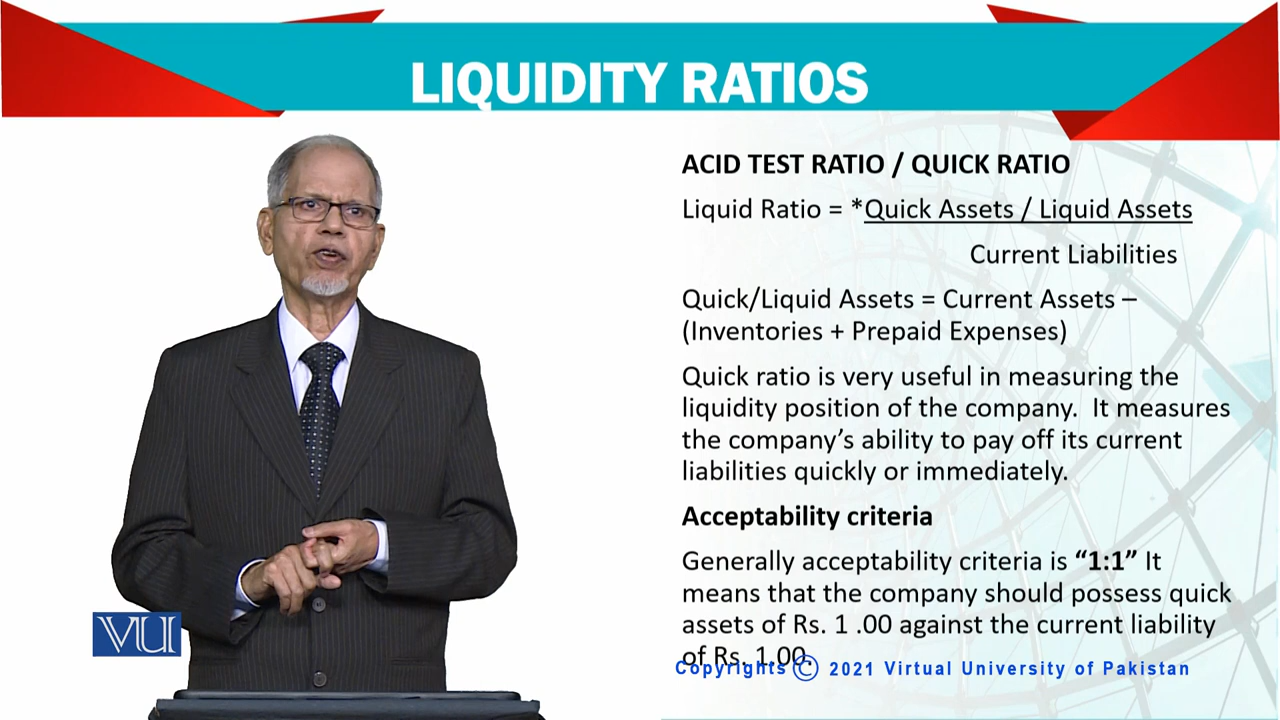 LIQUIDITY RATIOS
ACID TEST RATIO / QUICK RATIO
Liquid Ratio = *Quick Assets / Liquid Assets
Current Liabilities
Quick/Liquid Assets = Current Assets –
(Inventories + Prepaid Expenses)
Quick ratio is very useful in measuring the
liquidity position of the company.  It measures
the company’s ability to pay off its current
liabilities quickly or immediately.
Acceptability criteria
Generally acceptability criteria is “1:1” It
means that the company should possess quick
assets of Rs. 1 .00 against the current liability
of Rs. 1.00.
Copyrights © 2021 Virtual University of Pakistan
VU